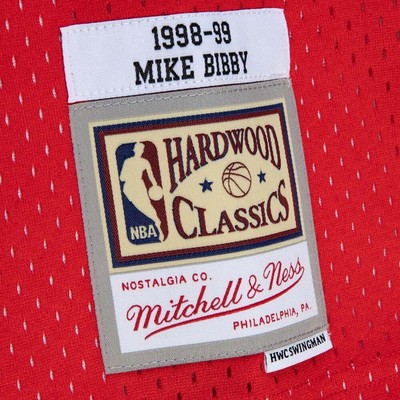 1998-99
MIKE BIBBY
NBA
HARDWOOD
CLASSICS
NOSTALGIA CO.
Mitchell & Ness
PHILADELPHIA, PA.
HWCSWINGMAN